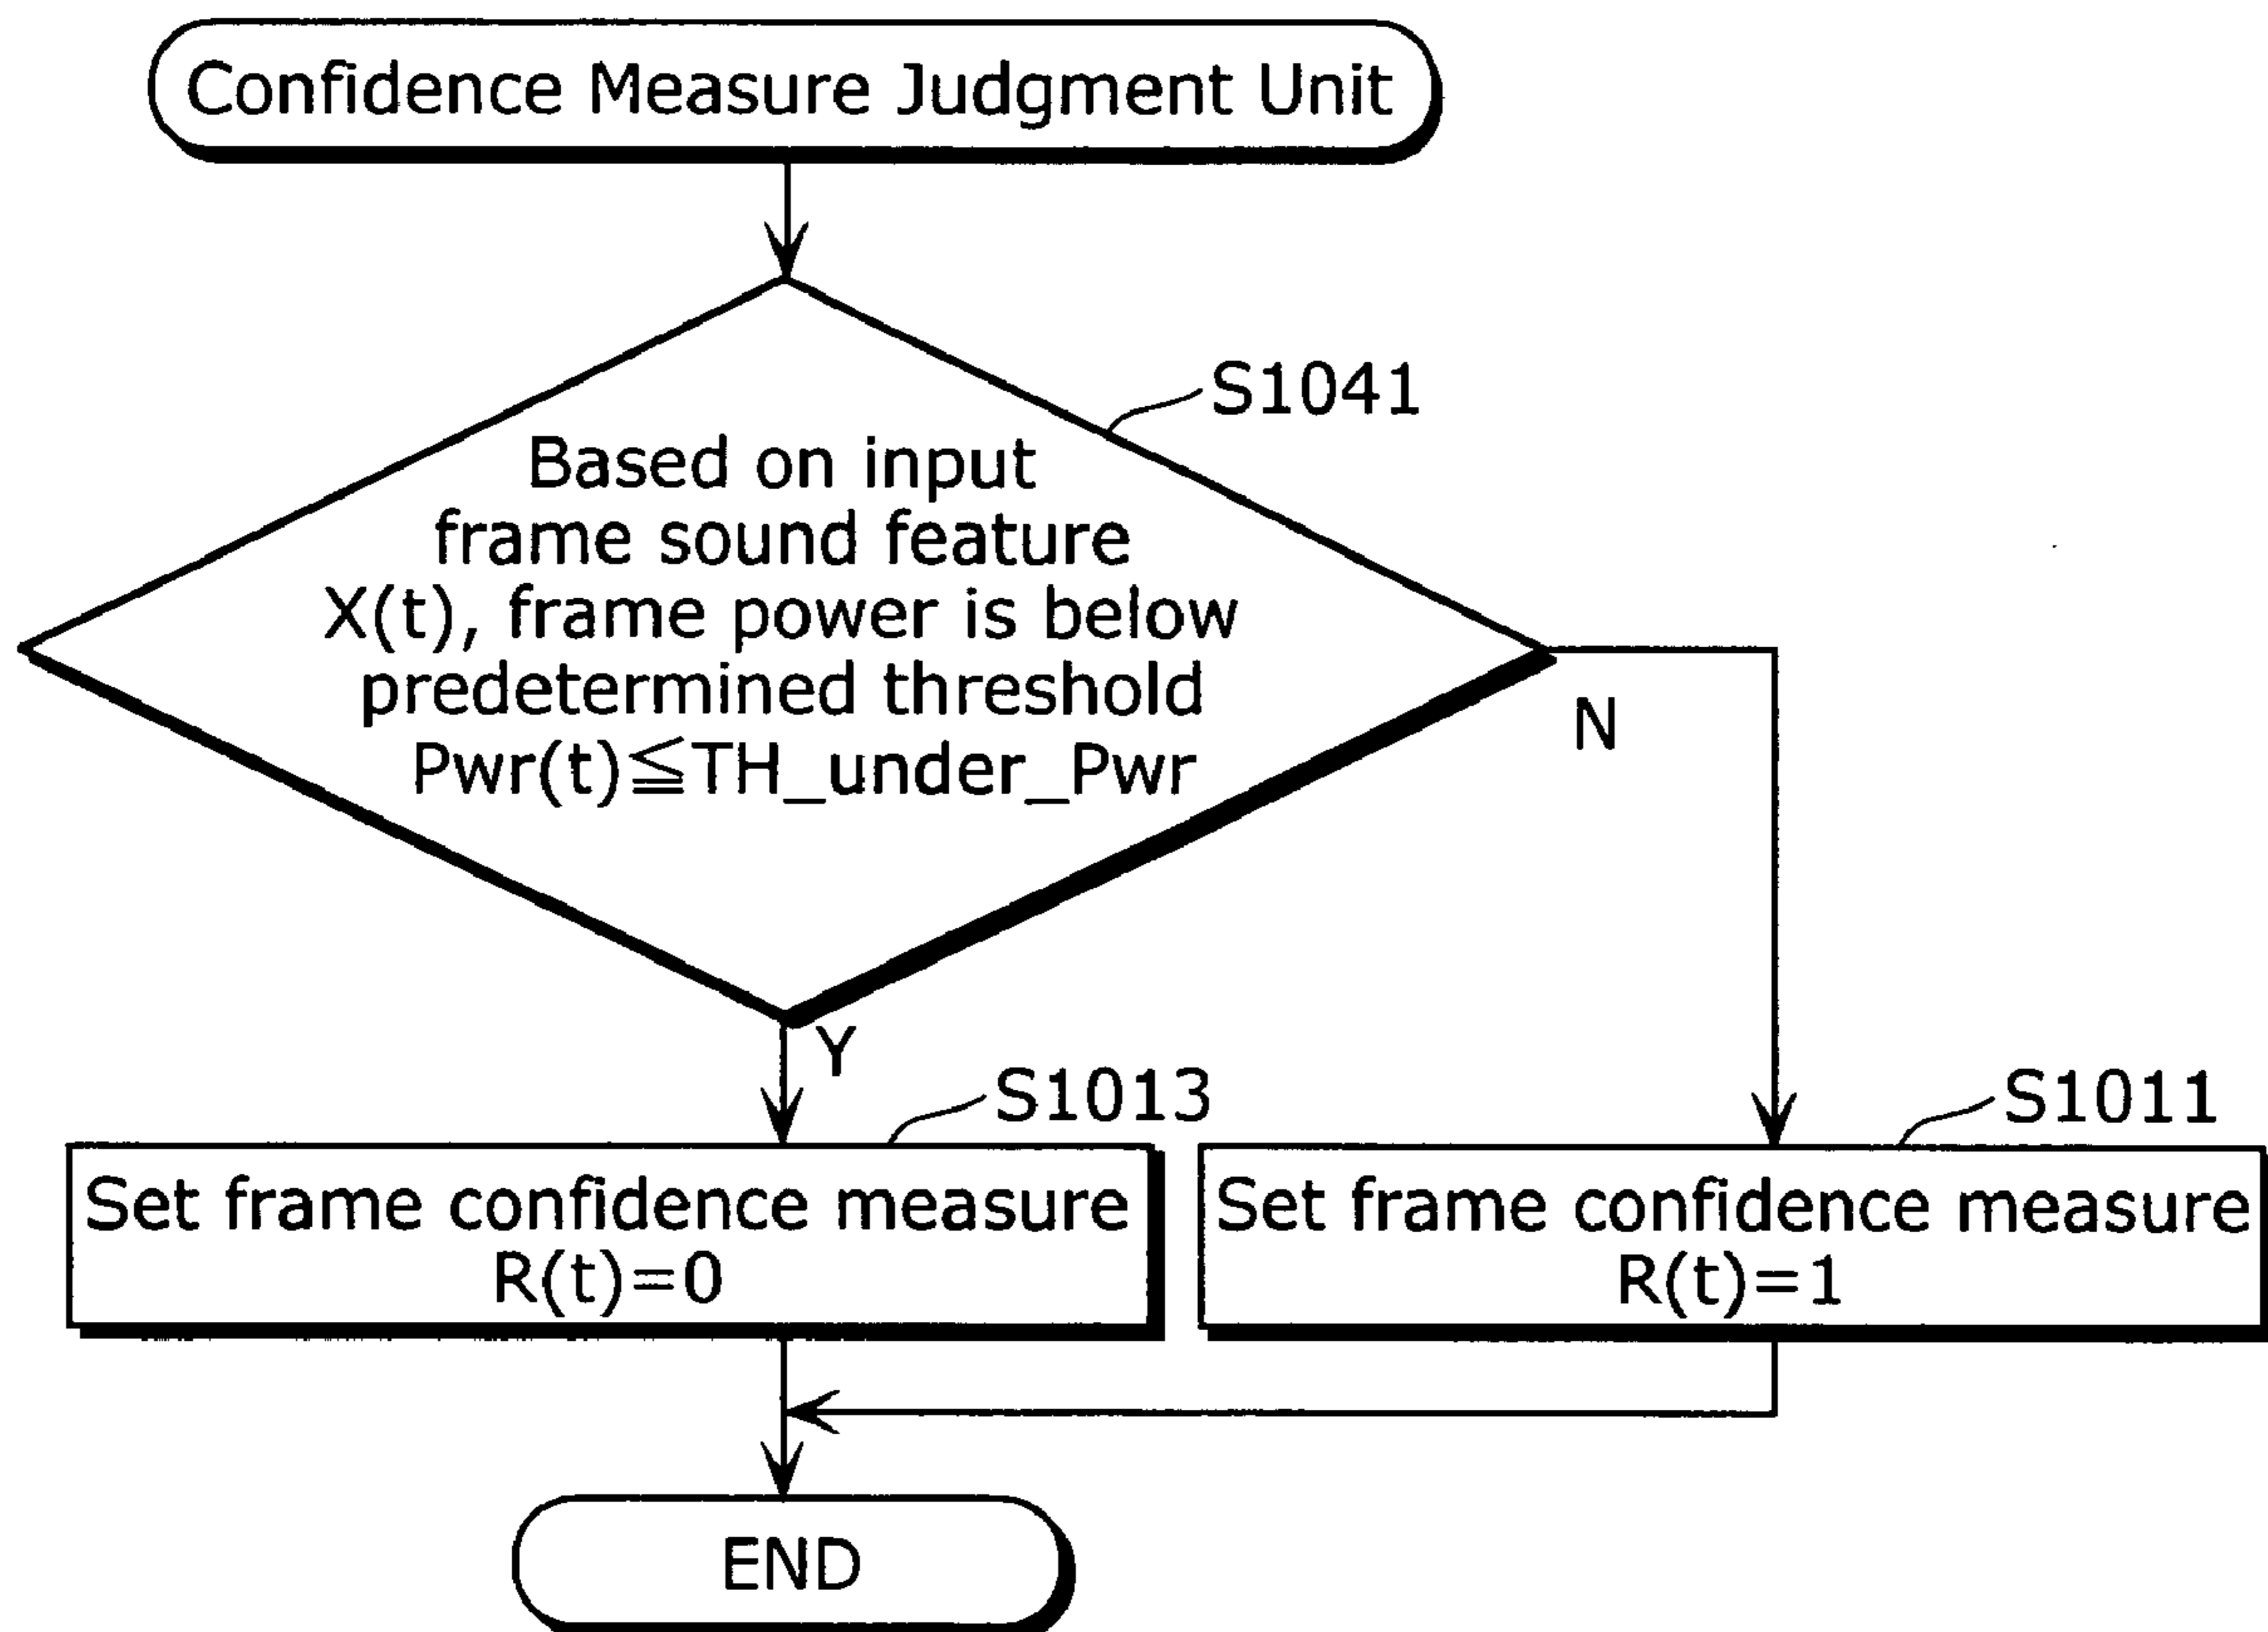 Confidence Measure Judgment Unit
S1041
Based on input
frame sound feature
X(t), frame power is below
predetermined threshold
Pwr(t)≦TH_under_Pwr
N
Y
S1013
S1011
Set frame confidence measure
R(t)=0
Set frame confidence measure
R(t)=1
END